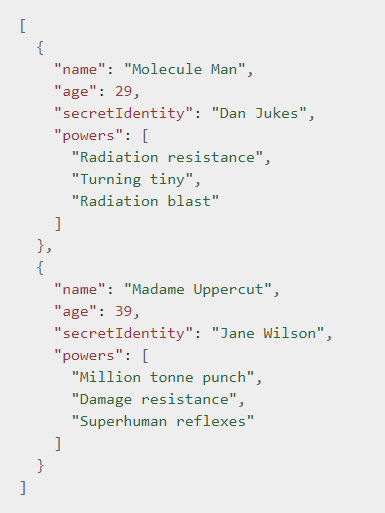 [
  {
    "name": "Molecule Man",
    "age": 29,
    "secretIdentity": "Dan Jukes",
    "powers": [
      "Radiation resistance",
      "Turning tiny",
      "Radiation blast"
    ]
  },
  {
    "name": "Madame Uppercut",
    "age": 39,
    "secretIdentity": "Jane Wilson",
    "powers": [
      "Million tonne punch",
      "Damage resistance",
      "Superhuman reflexes"
    ]
  }
]